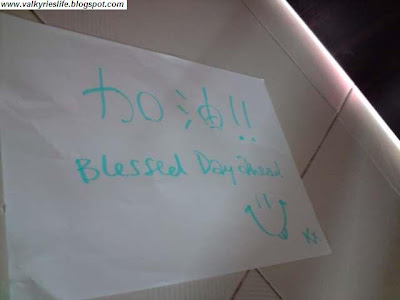 www.valkyrieslife.blogspot.com
加油!!
Blessed Day ahead